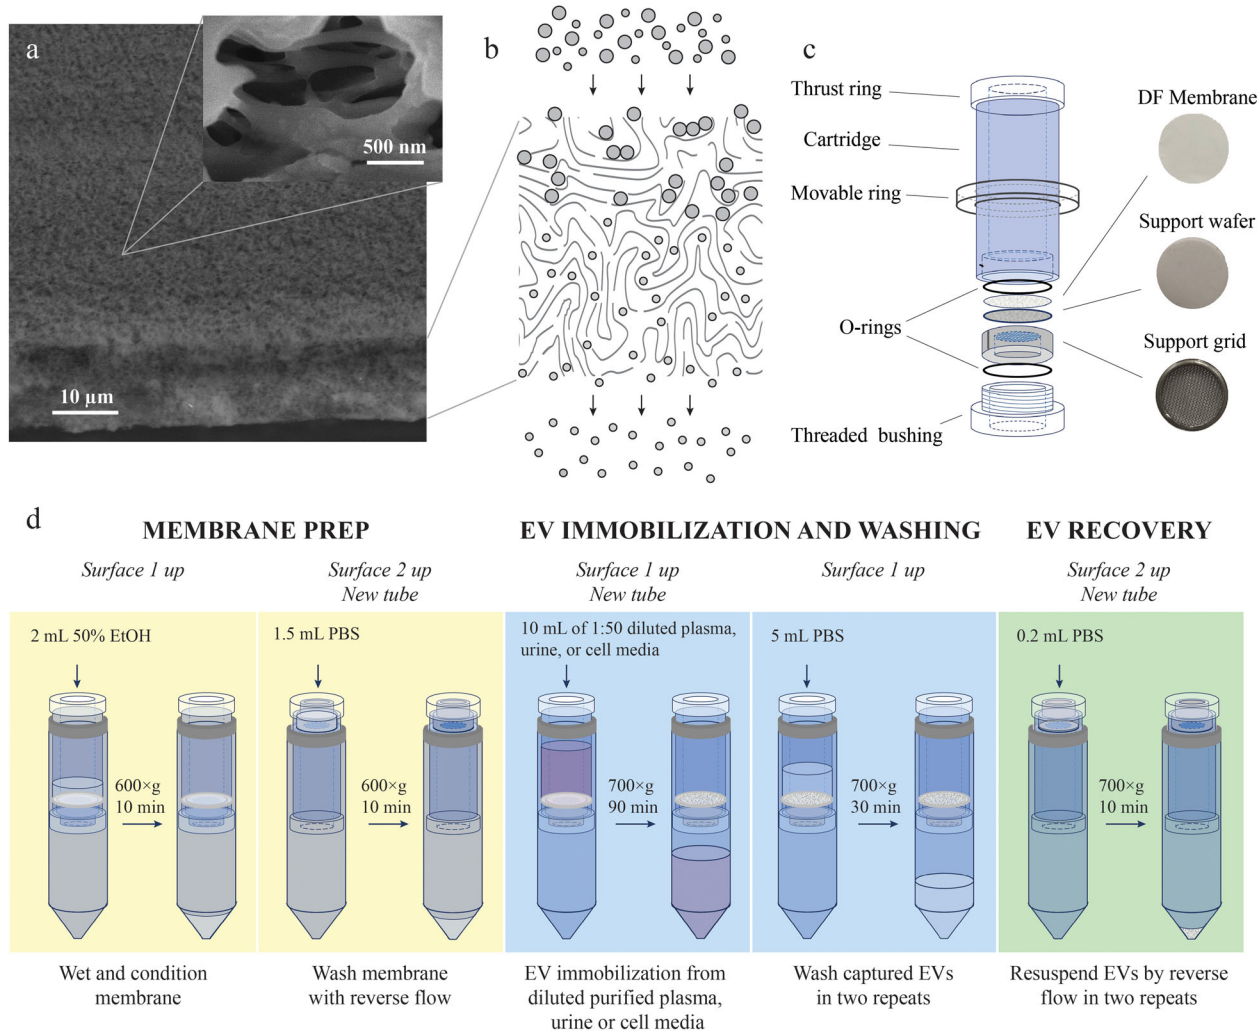 a
500 nm
10 µm
b
c
Thrust ring
Cartridge
Movable ring
O-rings
Threaded bushing
DF Membrane
Support wafer
Support grid
d
MEMBRANE PREP
EV IMMOBILIZATION AND WASHING
EV RECOVERY
Surface 1 up
Surface 2 up
New tube
Surface 1 up
New tube
Surface 1 up
Surface 2 up
New tube
2 mL 50% EtOH
600×g
10 min
Wet and condition
membrane
1.5 mL PBS
600×g
10 min
Wash membrane
with reverse flow
10 mL of 1:50 diluted plasma,
urine, or cell media
700×g
90 min
EV immobilization from
diluted purified plasma,
urine or cell media
5 mL PBS
700×g
30 min
Wash captured EVs
in two repeats
0.2 mL PBS
700×g
10 min
Resuspend EVs by reverse
flow in two repeats